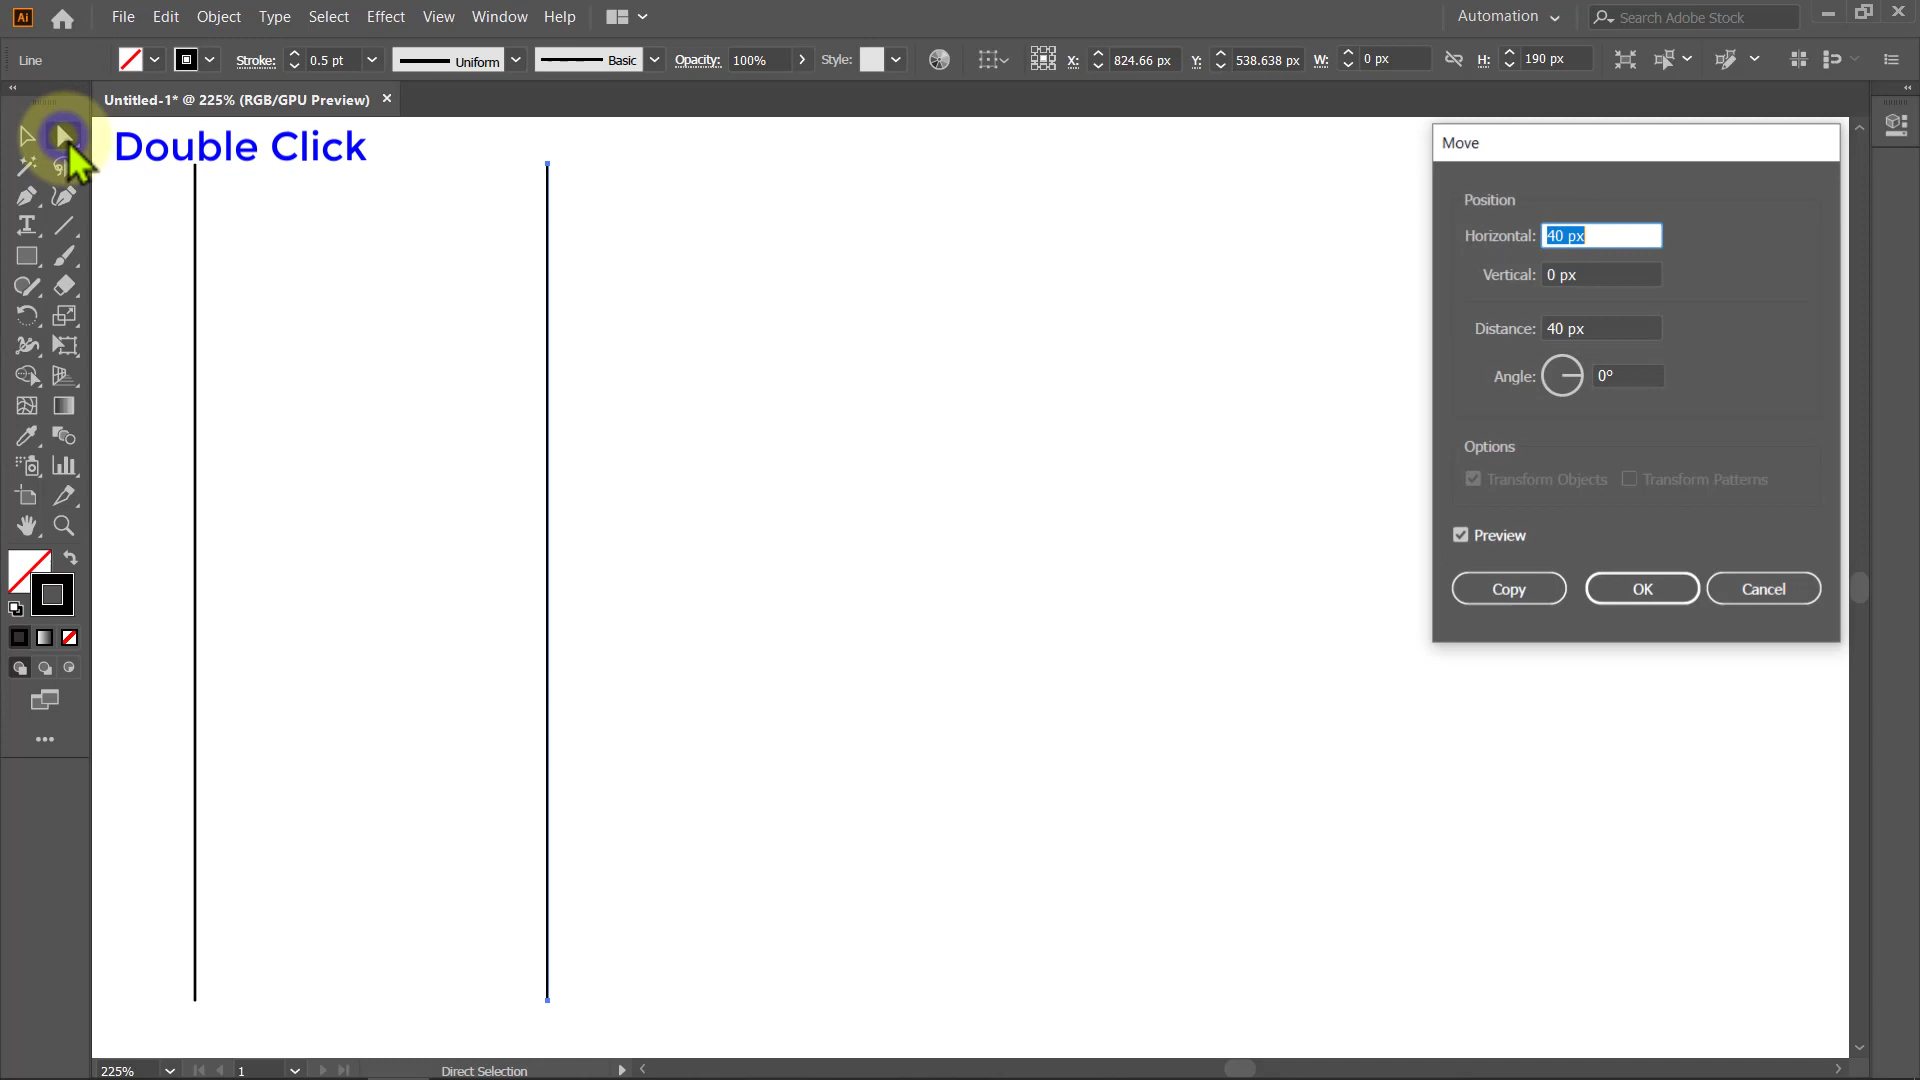 Ai File Edit Object Type Select Effect View Window Help Automation Search Adobe Stock
Line Stroke: 0.5 pt Uniform Basic Opacity: 100% Style: X: 824.66 px Y: 538.638 px W: 0 px H: 190 px
Untitled-1* @ 225% (RGB/GPU Preview)
Double Click
Move
Position
Horizontal: 40 px
Vertical: 0 px
Distance: 40 px
Angle: 0°
Options
Transform Objects Transform Patterns
Preview
Copy OK Cancel
225% 1 Direct Selection